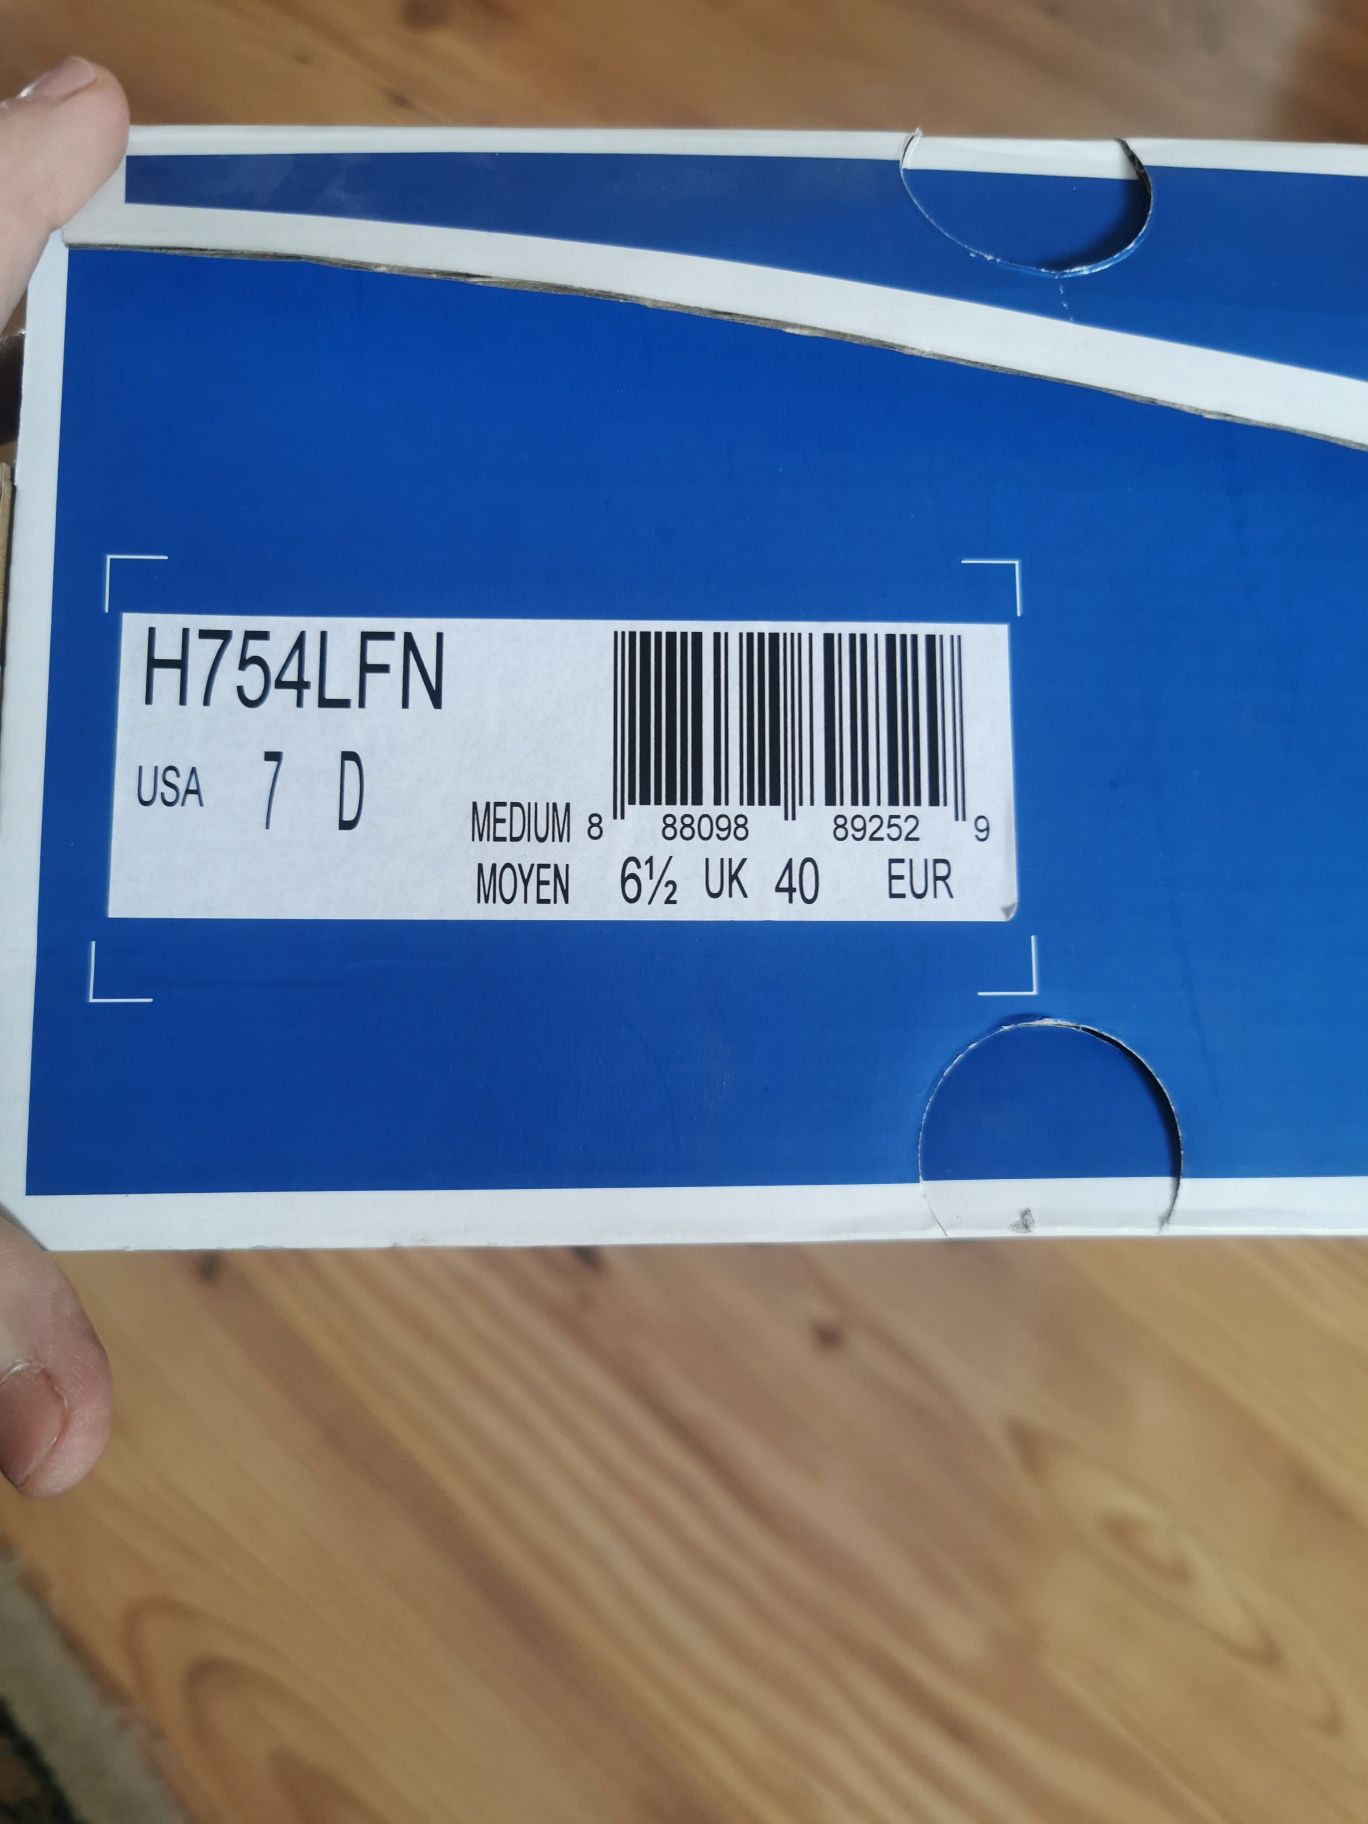 H754LFN
USA 7 D
MEDIUM 8 88098 89252 9
MOYEN 6½ UK 40 EUR